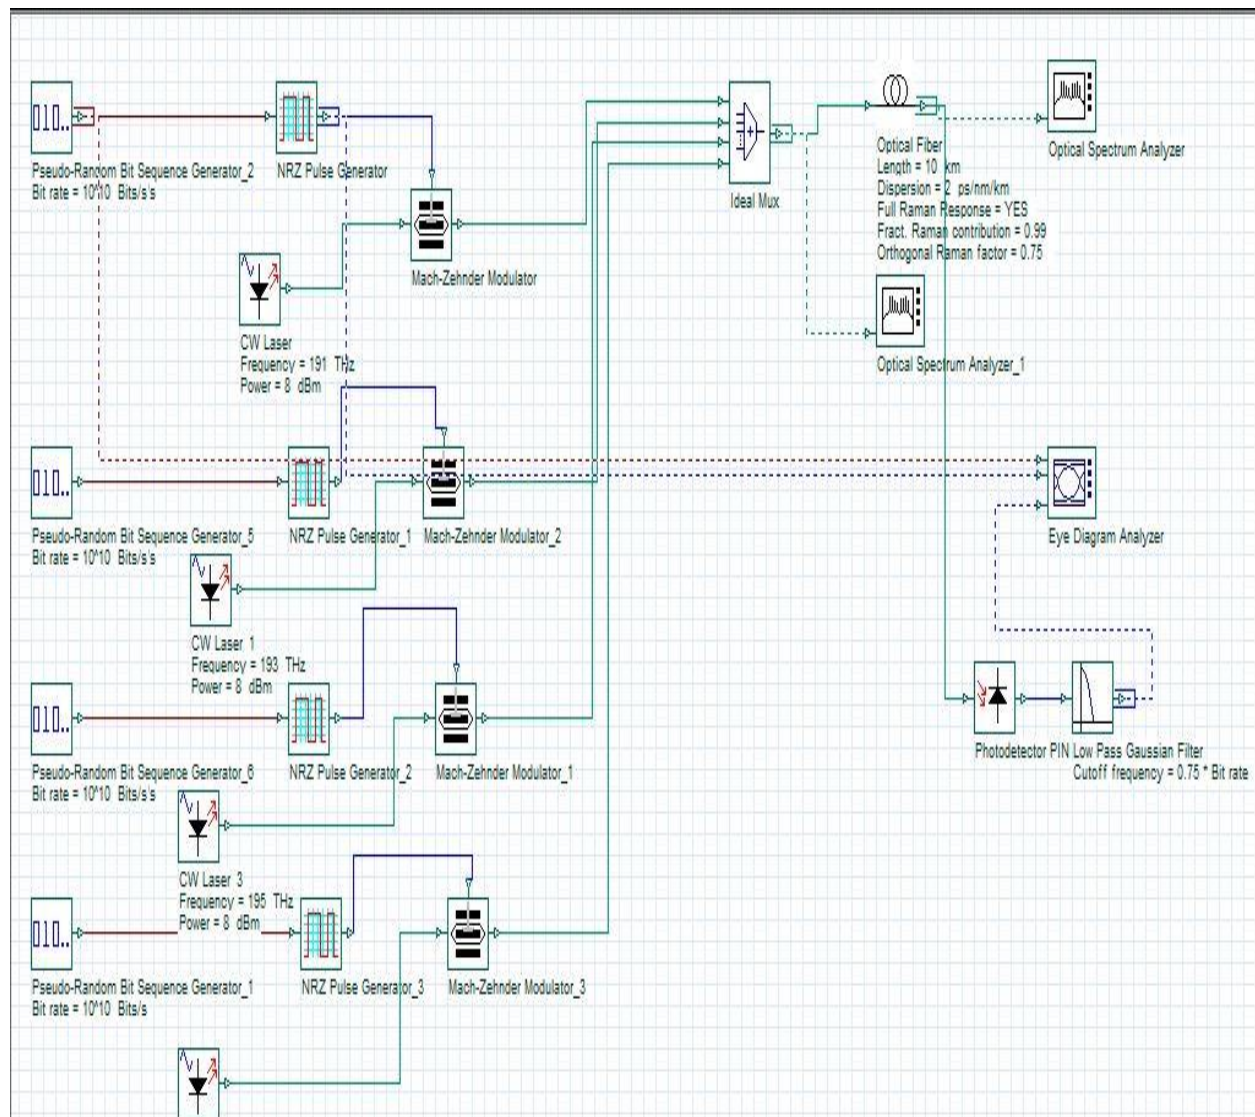 010..
Pseudo-Random Bit Sequence Generator_2
Bit rate = 10^10 Bits/s's
NRZ Pulse Generator
Mach-Zehnder Modulator
CW Laser
Frequency = 191 THz
Power = 8 dBm
Ideal Mux
Optical Fiber
Length = 10 km
Dispersion = 2 ps/nm/km
Full Raman Response = YES
Fract. Raman contribution = 0.99
Orthogonal Raman factor = 0.75
Optical Spectrum Analyzer
Optical Spectrum Analyzer_1
010..
Pseudo-Random Bit Sequence Generator_5
Bit rate = 10^10 Bits/s's
NRZ Pulse Generator_1
Mach-Zehnder Modulator_2
Eye Diagram Analyzer
CW Laser 1
Frequency = 193 THz
Power = 8 dBm
010..
Pseudo-Random Bit Sequence Generator_6
Bit rate = 10^10 Bits/s's
NRZ Pulse Generator_2
Mach-Zehnder Modulator_1
Photodetector PIN
Low Pass Gaussian Filter
Cutoff frequency = 0.75 * Bit rate
CW Laser 3
Frequency = 195 THz
Power = 8 dBm
010..
Pseudo-Random Bit Sequence Generator_1
Bit rate = 10^10 Bits/s
NRZ Pulse Generator_3
Mach-Zehnder Modulator_3